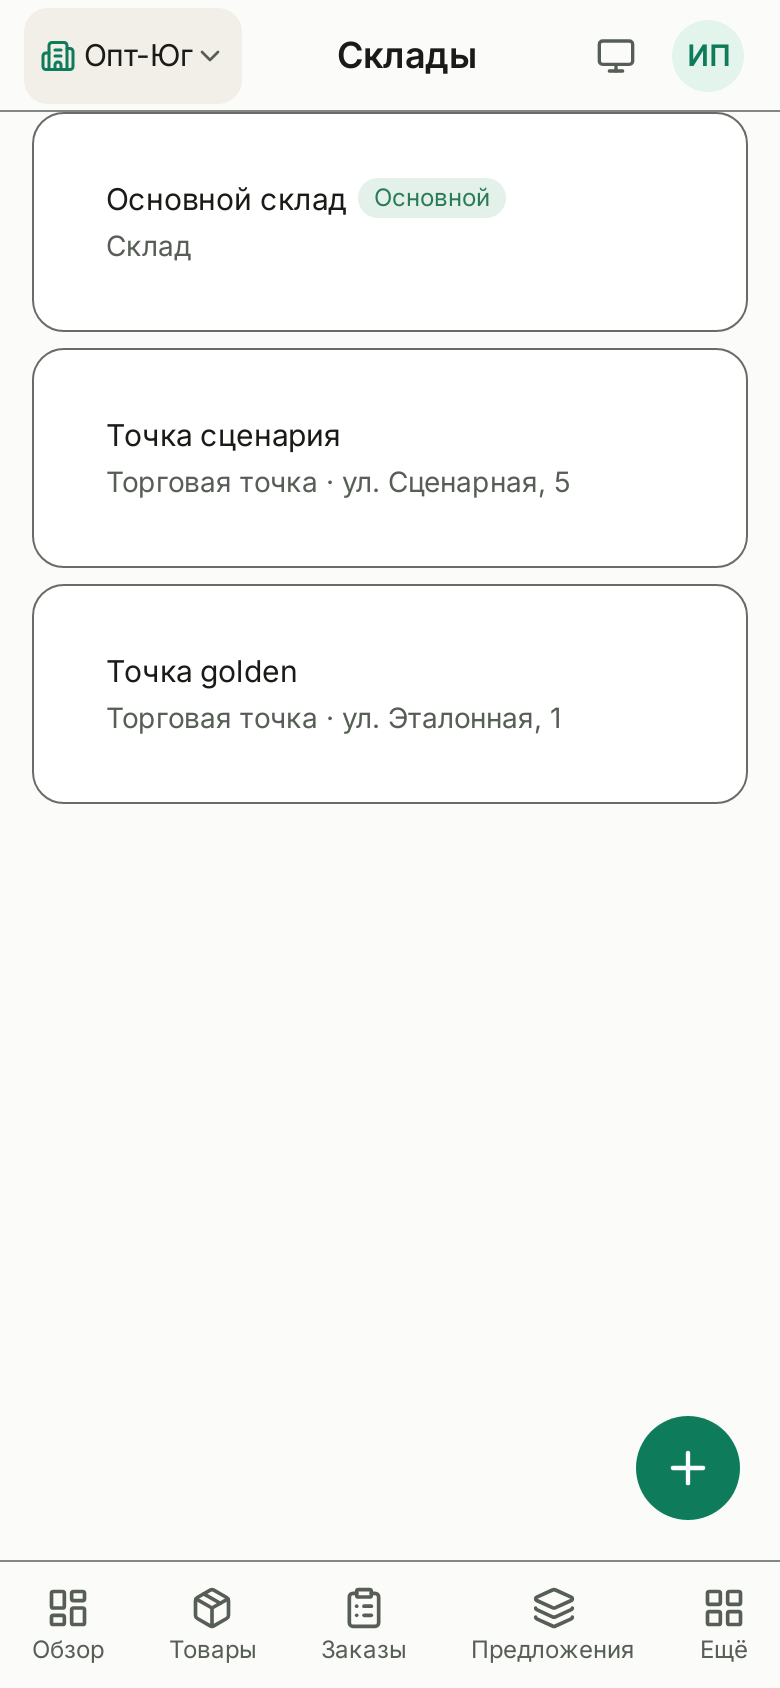 Опт-Юг
Склады
ИП
Основной склад Основной
Склад
Точка сценария
Торговая точка · ул. Сценарная, 5
Точка golden
Торговая точка · ул. Эталонная, 1
Обзор Товары Заказы Предложения Ещё